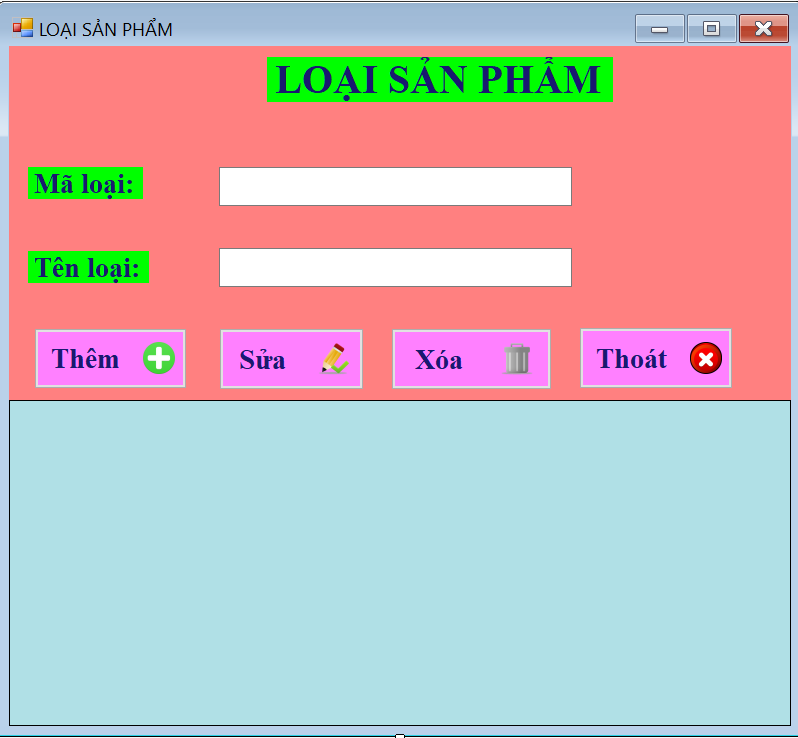 LOẠI SẢN PHẨM
LOẠI SẢN PHẨM
Mã loại:
Tên loại:
Thêm Sửa Xóa Thoát